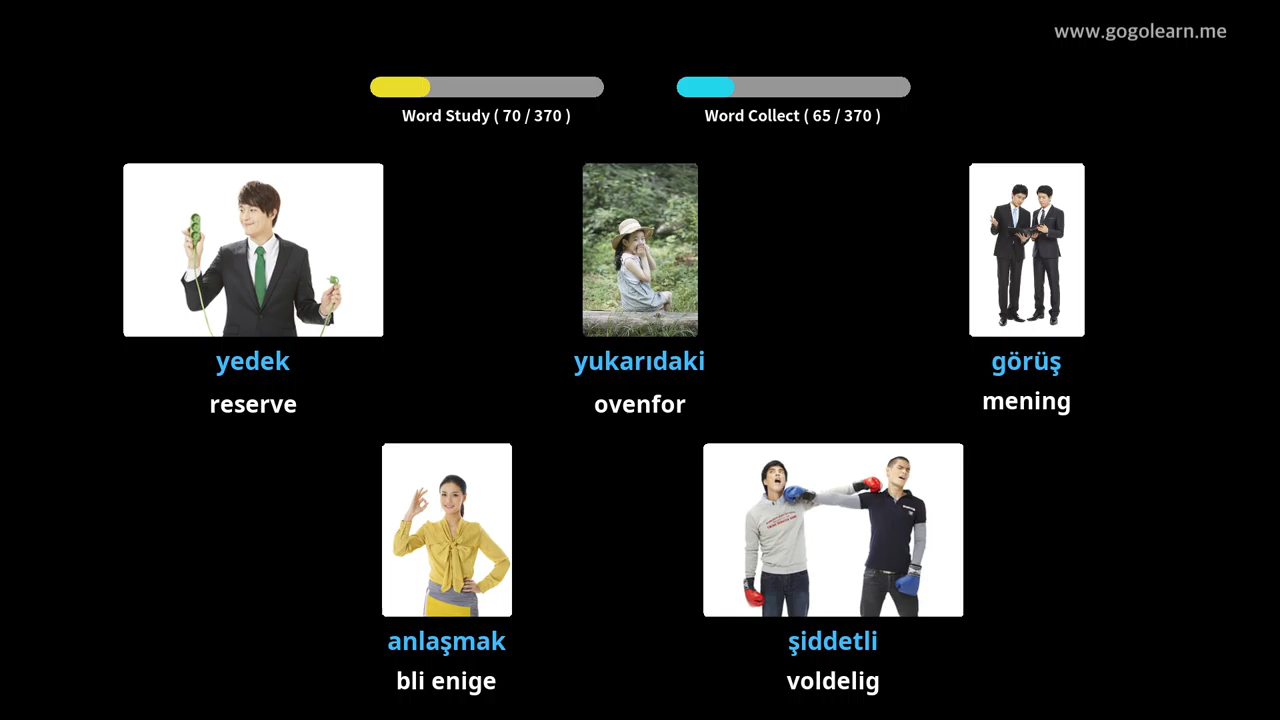 www.gogolearn.me
Word Study ( 70 / 370 )
Word Collect ( 65 / 370 )
yedek
reserve
yukarıdaki
ovenfor
görüş
mening
anlaşmak
bli enige
şiddetli
voldelig